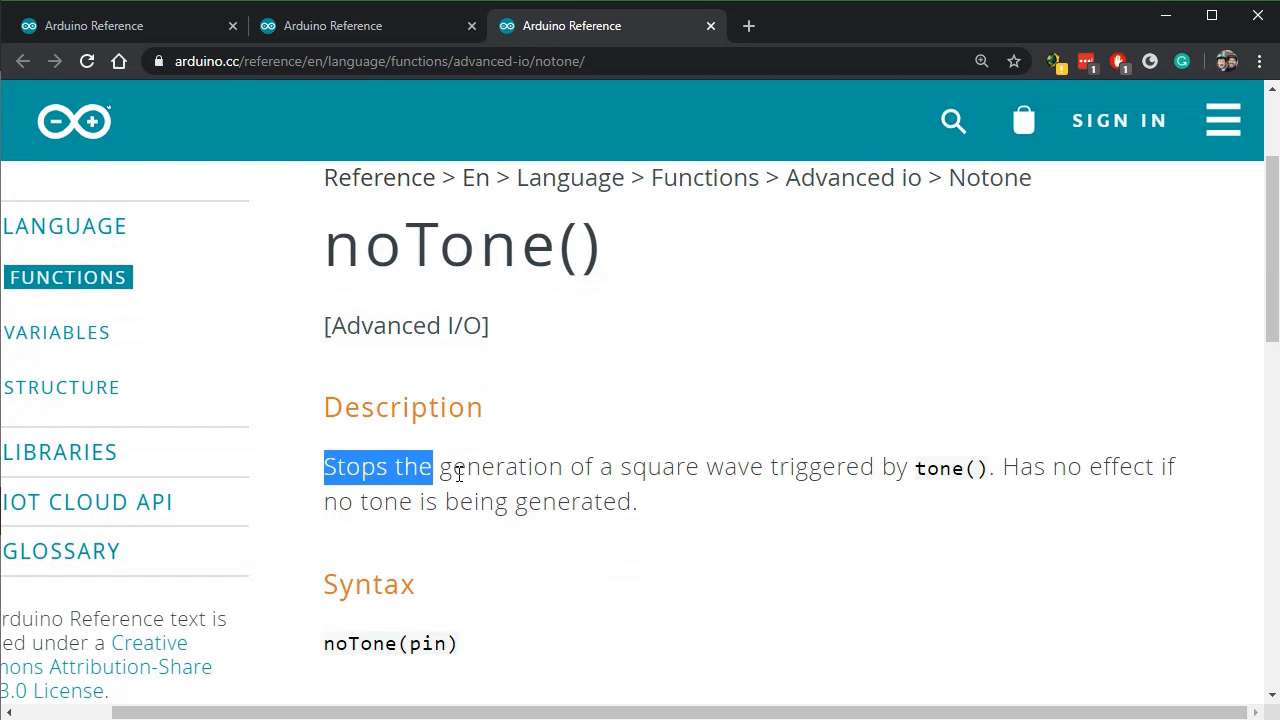 Arduino Reference
Arduino Reference
Arduino Reference
arduino.cc/reference/en/language/functions/advanced-io/notone/
1
1
SIGN IN
Reference > En > Language > Functions > Advanced io > Notone
noTone()
[Advanced I/O]
Description
Stops the generation of a square wave triggered by tone(). Has no effect if
no tone is being generated.
Syntax
noTone(pin)
LANGUAGE
FUNCTIONS
VARIABLES
STRUCTURE
LIBRARIES
IOT CLOUD API
GLOSSARY
rduino Reference text is
ed under a Creative
mons Attribution-Share
3.0 License.